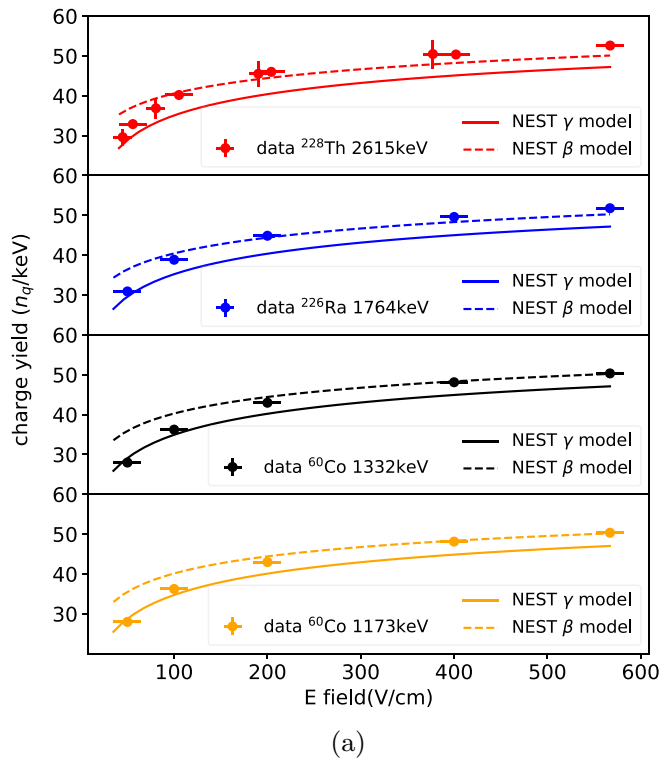 60
50
40
30
data ²²⁸Th 2615keV
NEST γ model
NEST β model
60
50
40
30
data ²²⁶Ra 1764keV
NEST γ model
NEST β model
60
50
40
30
data ⁶⁰Co 1332keV
NEST γ model
NEST β model
60
50
40
30
data ⁶⁰Co 1173keV
NEST γ model
NEST β model
charge yield (n_q/keV)
100 200 300 400 500 600
E field(V/cm)
(a)